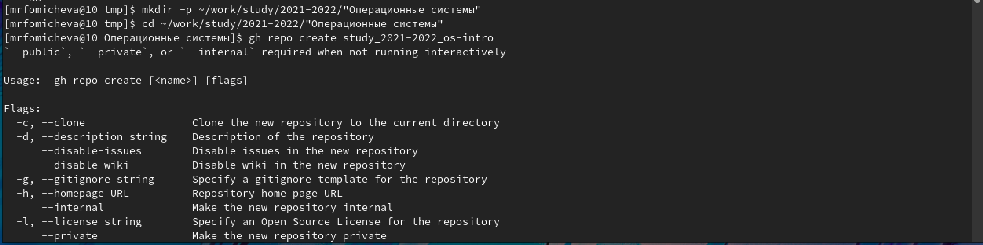 [mrfomicheva@10 tmp]$ mkdir -p ~/work/study/2021-2022/"Операционные системы"
[mrfomicheva@10 tmp]$ cd ~/work/study/2021-2022/"Операционные системы"
[mrfomicheva@10 Операционные системы]$ gh repo create study_2021-2022_os-intro
`--public`, `--private`, or `--internal` required when not running interactively

Usage:  gh repo create [<name>] [flags]

Flags:
  -c, --clone                Clone the new repository to the current directory
  -d, --description string   Description of the repository
      --disable-issues       Disable issues in the new repository
      --disable-wiki         Disable wiki in the new repository
  -g, --gitignore string     Specify a gitignore template for the repository
  -h, --homepage URL         Repository home page URL
      --internal             Make the new repository internal
  -l, --license string       Specify an Open Source License for the repository
      --private              Make the new repository private